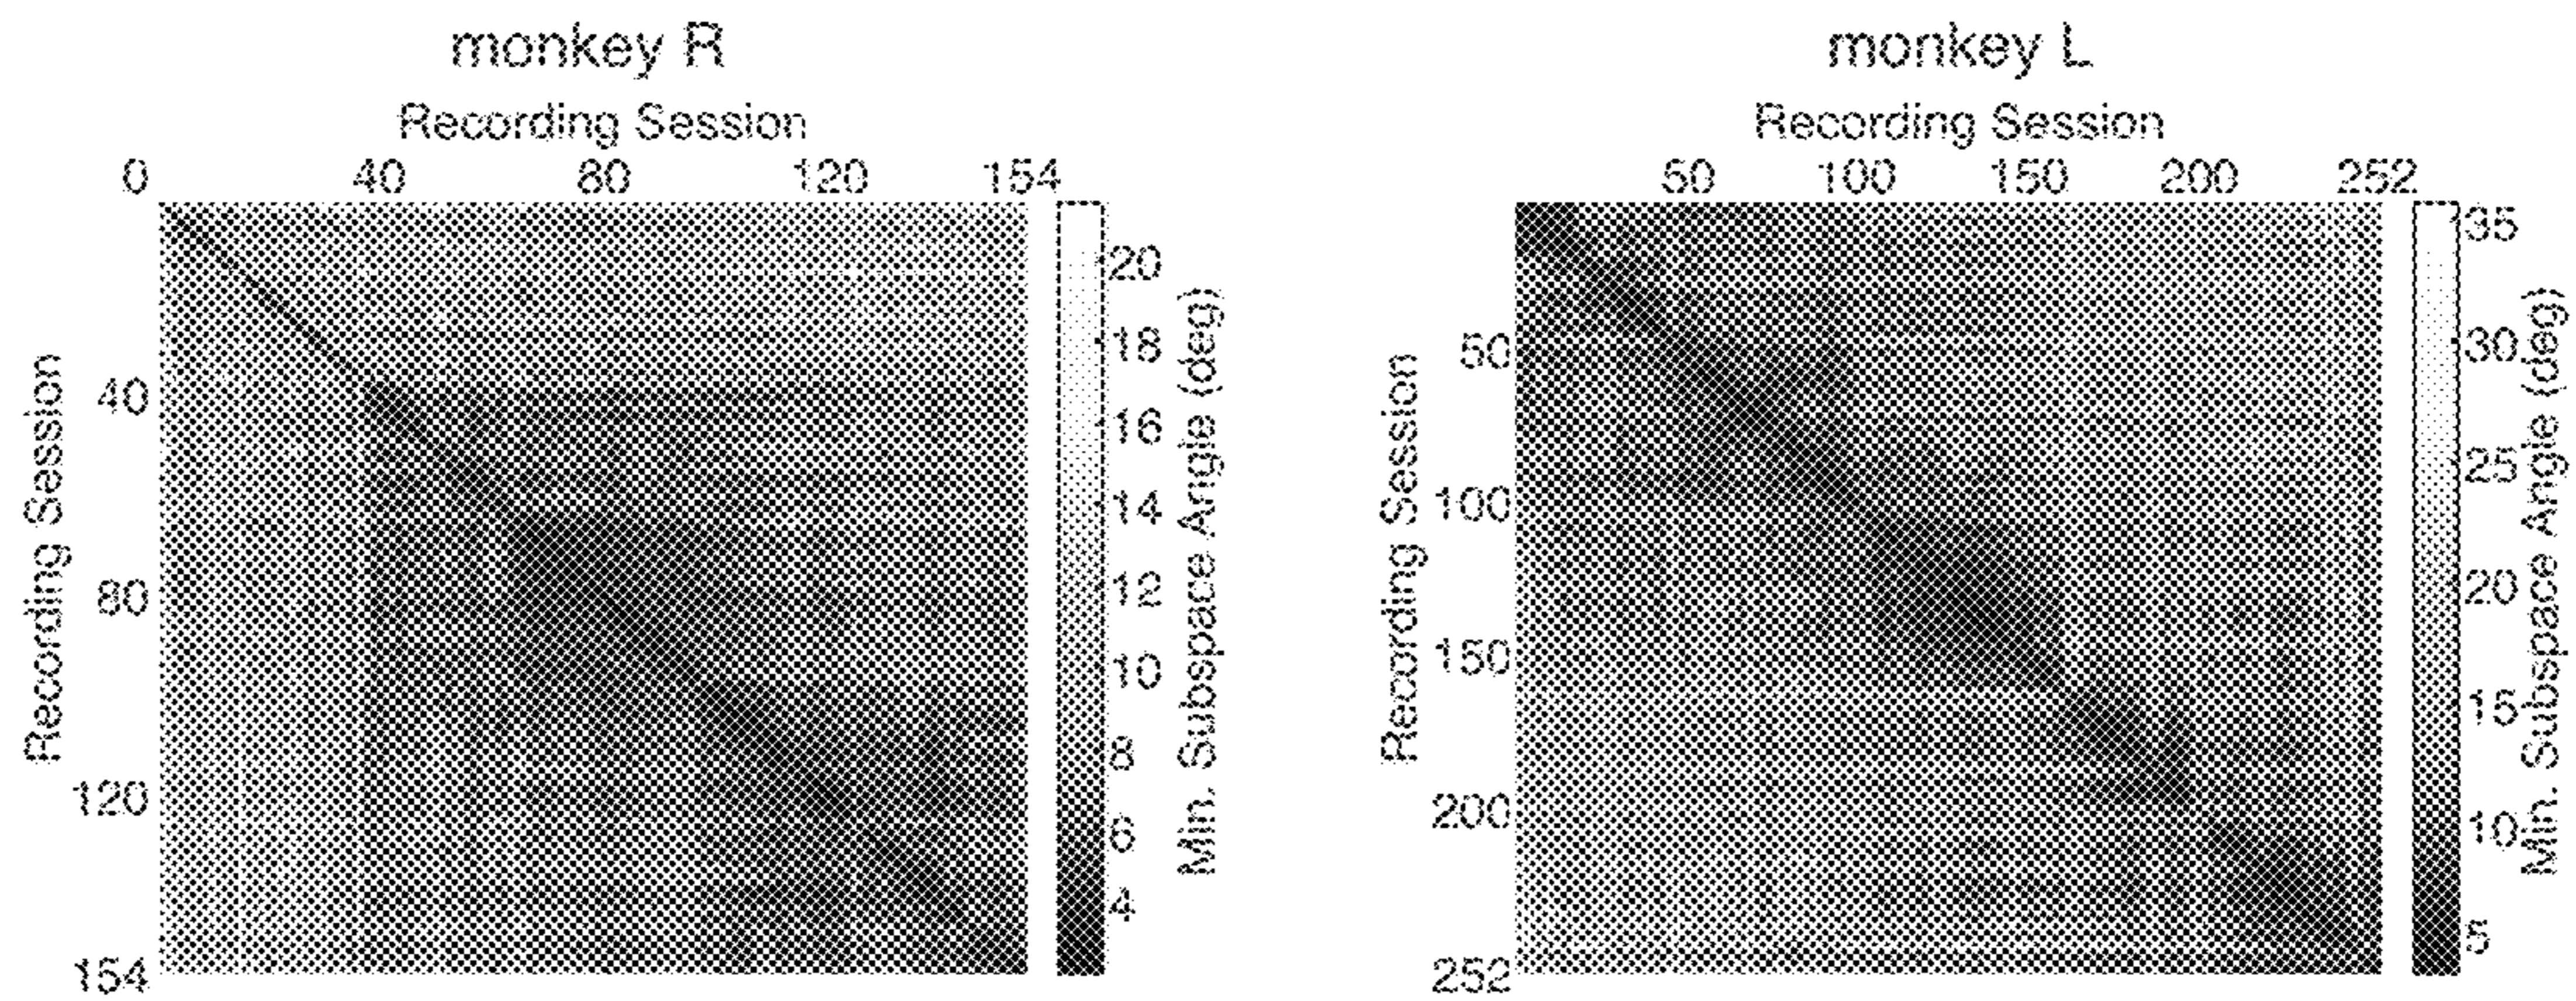 monkey R
Recording Session
0 40 80 120 154
Recording Session
40
80
120
154
20
18
16
14
12
10
8
6
4
Min. Subspace Angle (deg)
monkey L
Recording Session
50 100 150 200 252
Recording Session
50
100
150
200
252
35
30
25
20
15
10
5
Min. Subspace Angle (deg)